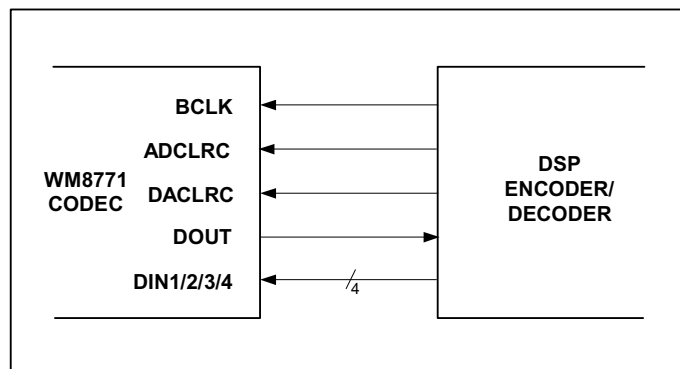 BCLK
ADCLRC
WM8771
CODEC
DACLRC
DOUT
DIN1/2/3/4
4
DSP
ENCODER/
DECODER